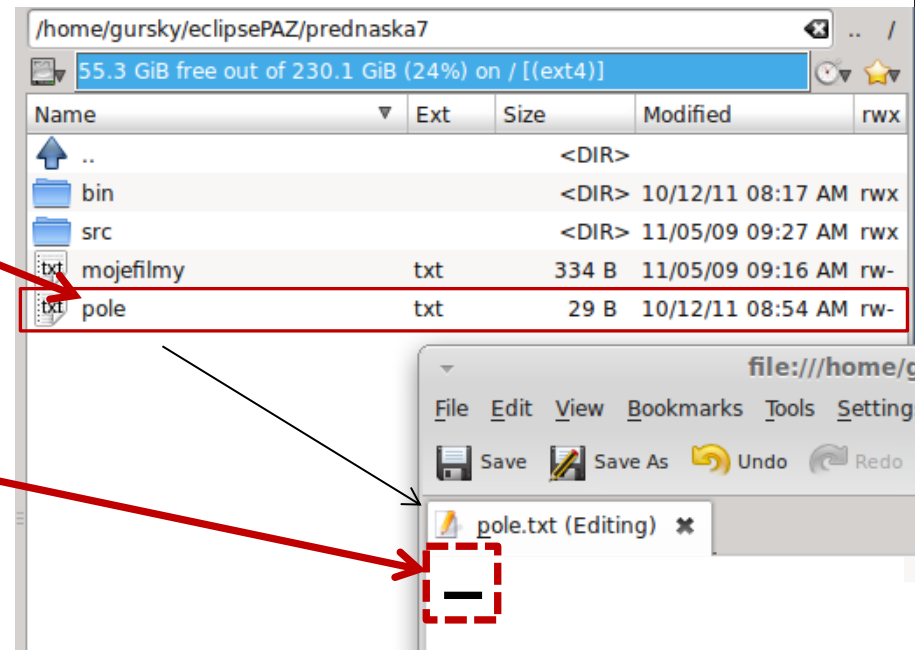 /home/gursky/eclipsePAZ/prednaska7 .. /
55.3 GiB free out of 230.1 GiB (24%) on / [(ext4)]
Name Ext Size Modified rwx
.. <DIR>
bin <DIR> 10/12/11 08:17 AM rwx
src <DIR> 11/05/09 09:27 AM rwx
txt mojefilmy txt 334 B 11/05/09 09:16 AM rw-
txt pole txt 29 B 10/12/11 08:54 AM rw-
file:///home/g
File Edit View Bookmarks Tools Setting
Save Save As Undo Redo
pole.txt (Editing)